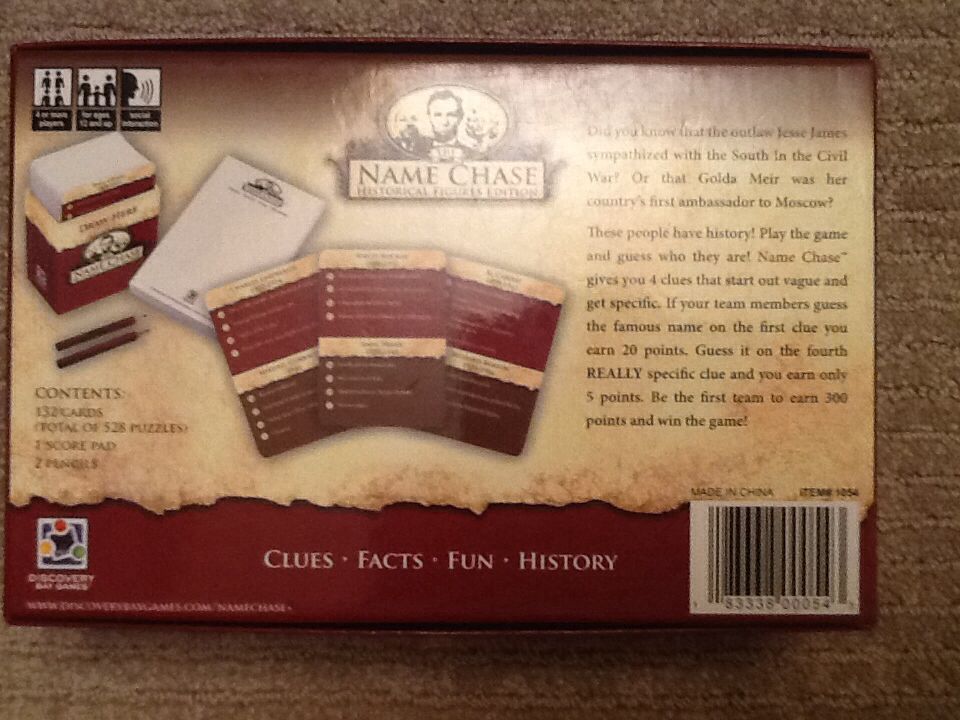 4 or more players
for ages 12 and up
social interaction
NAME CHASE
HISTORICAL FIGURES EDITION
DRAW HERE
NAME CHASE
Did you know that the outlaw Jesse James
sympathized with the South in the Civil
War? Or that Golda Meir was her
country's first ambassador to Moscow?
These people have history! Play the game
and guess who they are! Name Chase™
gives you 4 clues that start out vague and
get specific. If your team members guess
the famous name on the first clue you
earn 20 points. Guess it on the fourth
REALLY specific clue and you earn only
5 points. Be the first team to earn 300
points and win the game!
CONTENTS:
132 CARDS
(TOTAL OF 528 PUZZLES)
1 SCORE PAD
2 PENCILS
MADE IN CHINA ITEM# 1054
DISCOVERY
BAY GAMES
CLUES · FACTS · FUN · HISTORY
WWW.DISCOVERYBAYGAMES.COM/NAMECHASE
83338 00054